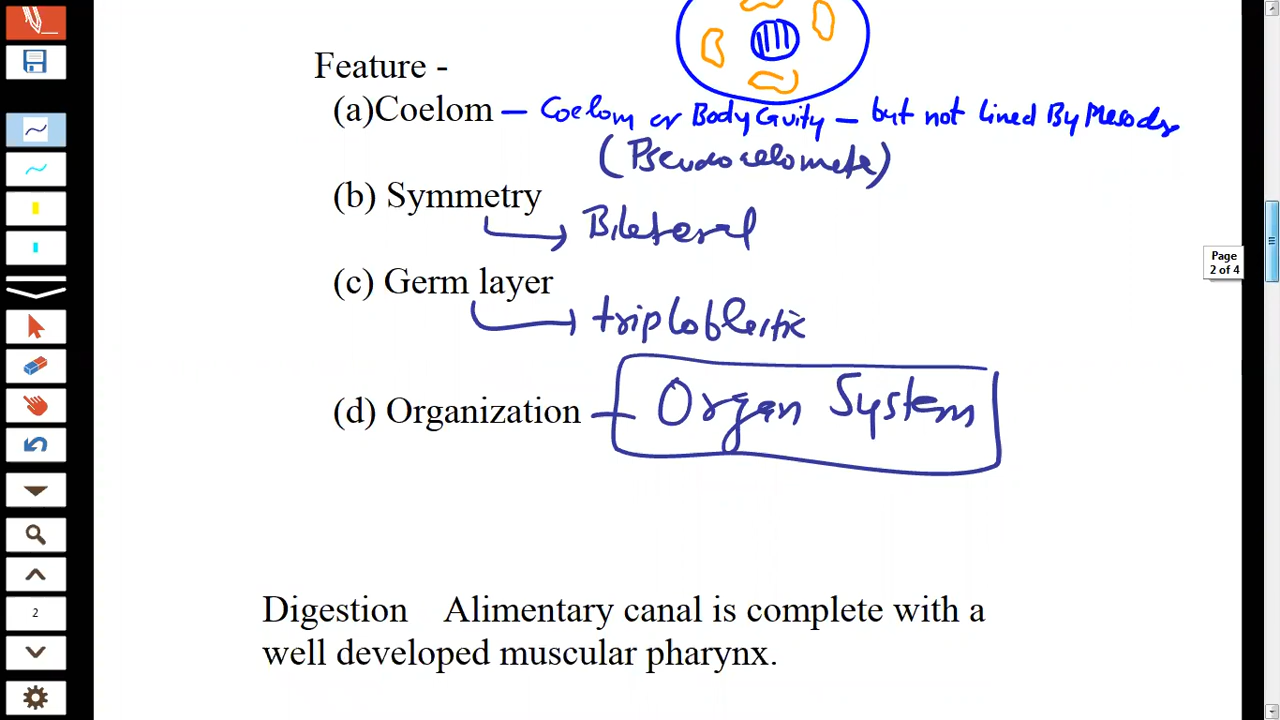 Feature -
(a)Coelom — Coelom or Body Cavity — but not lined By Mesoder
(Pseudocoelomate)
(b) Symmetry
Bilateral
(c) Germ layer
triploblastic
(d) Organization — Organ System
Digestion Alimentary canal is complete with a
well developed muscular pharynx.
Page
2 of 4
2